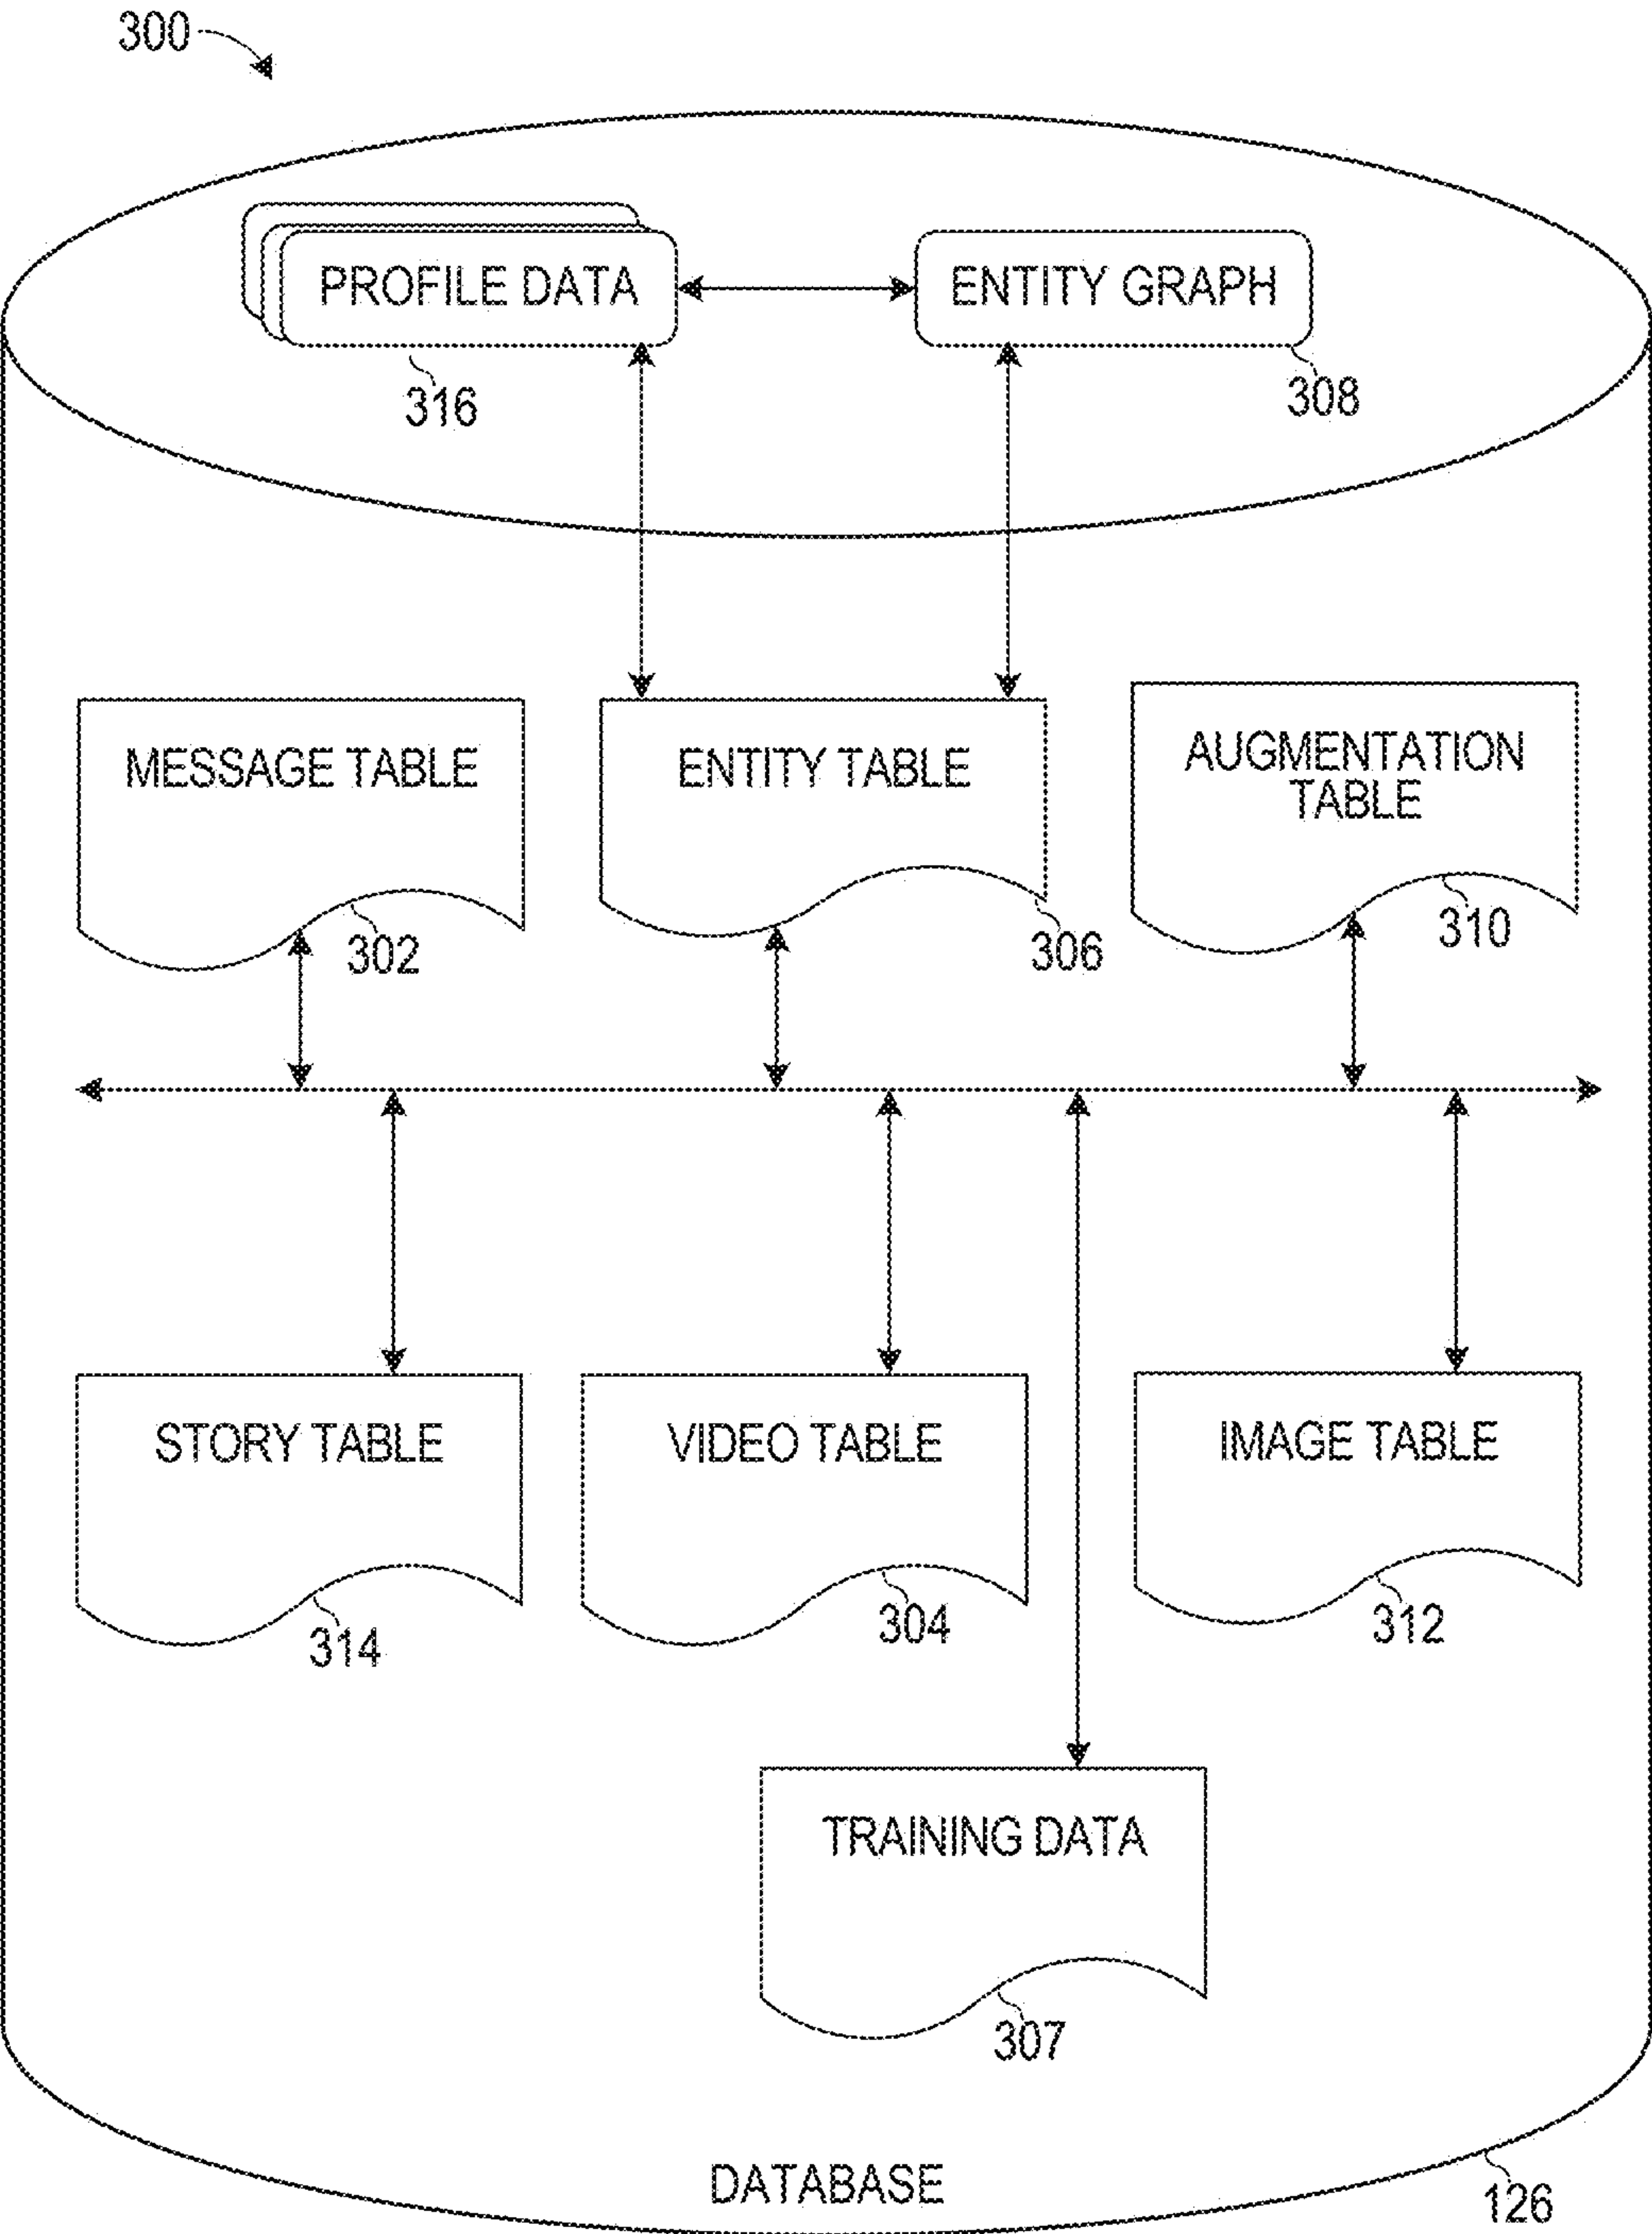 300
PROFILE DATA
ENTITY GRAPH
316
308
MESSAGE TABLE
ENTITY TABLE
AUGMENTATION
TABLE
302
306
310
STORY TABLE
VIDEO TABLE
IMAGE TABLE
314
304
312
TRAINING DATA
307
DATABASE
126